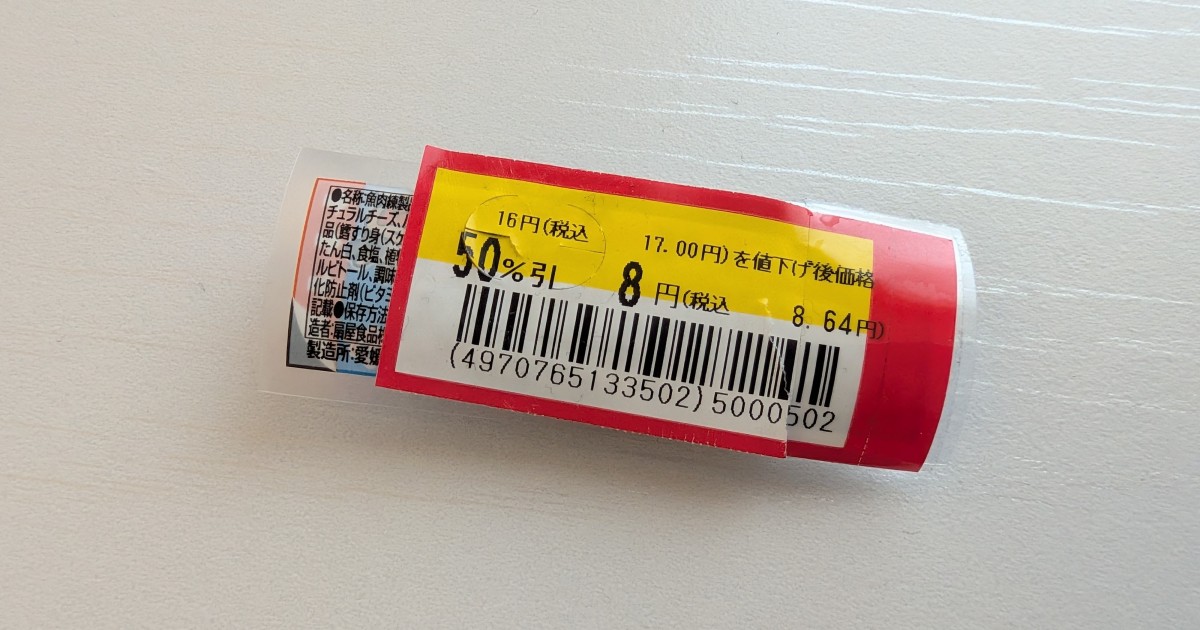 ●名称:魚肉練製
チュラルチーズ、
品(鱈すり身(スケ
たん白、食塩、植
ルビトール、調味
化防止剤(ビタミ
記載●保存方法
造者:扇屋食品
製造所:愛媛
16円(税込 17.00円)を値下げ後価格
50%引 8円(税込 8.64円)
(4970765133502)5000502